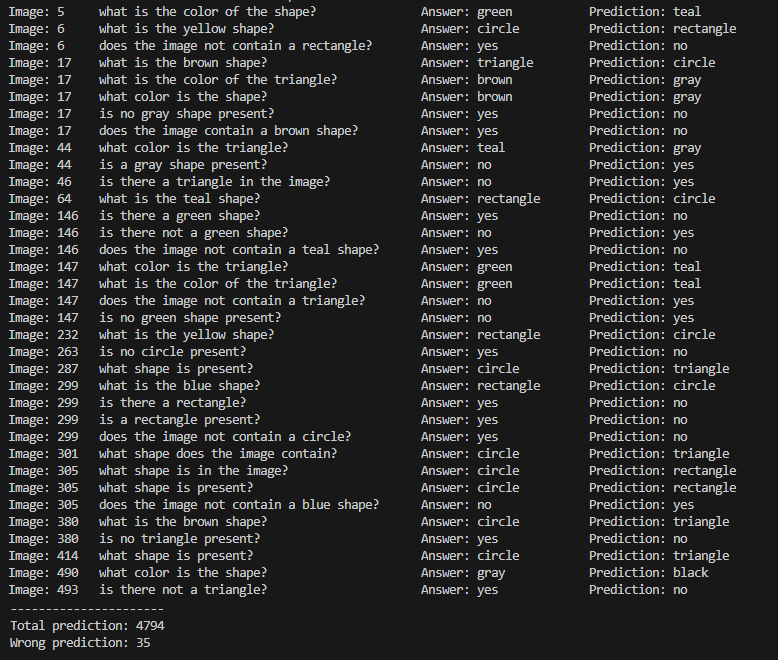 Image: 5 what is the color of the shape? Answer: green Prediction: teal
Image: 6 what is the yellow shape? Answer: circle Prediction: rectangle
Image: 6 does the image not contain a rectangle? Answer: yes Prediction: no
Image: 17 what is the brown shape? Answer: triangle Prediction: circle
Image: 17 what is the color of the triangle? Answer: brown Prediction: gray
Image: 17 what color is the shape? Answer: brown Prediction: gray
Image: 17 is no gray shape present? Answer: yes Prediction: no
Image: 17 does the image contain a brown shape? Answer: yes Prediction: no
Image: 44 what color is the triangle? Answer: teal Prediction: gray
Image: 44 is a gray shape present? Answer: no Prediction: yes
Image: 46 is there a triangle in the image? Answer: no Prediction: yes
Image: 64 what is the teal shape? Answer: rectangle Prediction: circle
Image: 146 is there a green shape? Answer: yes Prediction: no
Image: 146 is there not a green shape? Answer: no Prediction: yes
Image: 146 does the image not contain a teal shape? Answer: yes Prediction: no
Image: 147 what color is the triangle? Answer: green Prediction: teal
Image: 147 what is the color of the triangle? Answer: green Prediction: teal
Image: 147 does the image not contain a triangle? Answer: no Prediction: yes
Image: 147 is no green shape present? Answer: no Prediction: yes
Image: 232 what is the yellow shape? Answer: rectangle Prediction: circle
Image: 263 is no circle present? Answer: yes Prediction: no
Image: 287 what shape is present? Answer: circle Prediction: triangle
Image: 299 what is the blue shape? Answer: rectangle Prediction: circle
Image: 299 is there a rectangle? Answer: yes Prediction: no
Image: 299 is a rectangle present? Answer: yes Prediction: no
Image: 299 does the image not contain a circle? Answer: yes Prediction: no
Image: 301 what shape does the image contain? Answer: circle Prediction: triangle
Image: 305 what shape is in the image? Answer: circle Prediction: rectangle
Image: 305 what shape is present? Answer: circle Prediction: rectangle
Image: 305 does the image not contain a blue shape? Answer: no Prediction: yes
Image: 380 what is the brown shape? Answer: circle Prediction: triangle
Image: 380 is no triangle present? Answer: yes Prediction: no
Image: 414 what shape is present? Answer: circle Prediction: triangle
Image: 490 what color is the shape? Answer: gray Prediction: black
Image: 493 is there not a triangle? Answer: yes Prediction: no
----------------------
Total prediction: 4794
Wrong prediction: 35